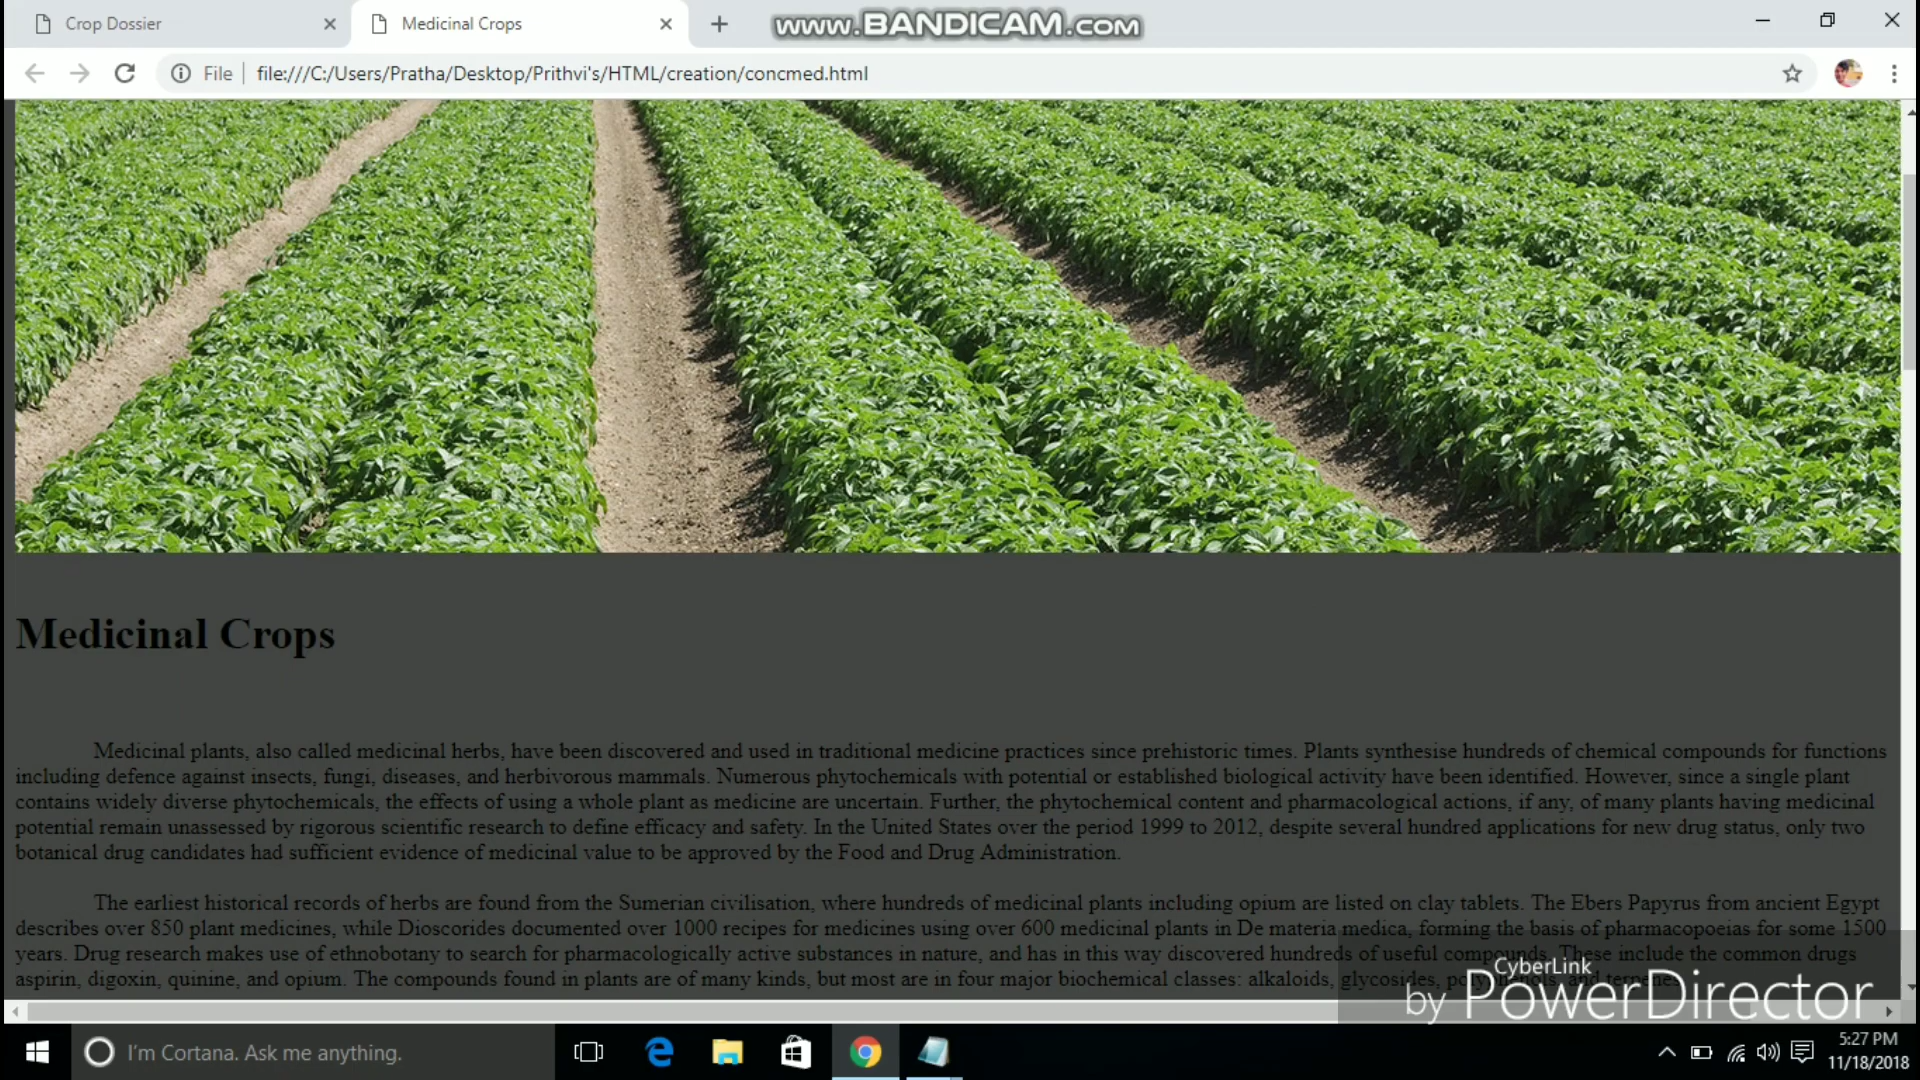 Crop Dossier
Medicinal Crops
www.BANDICAM.com
File
file:///C:/Users/Pratha/Desktop/Prithvi's/HTML/creation/concmed.html
Medicinal Crops
Medicinal plants, also called medicinal herbs, have been discovered and used in traditional medicine practices since prehistoric times. Plants synthesise hundreds of chemical compounds for functions
including defence against insects, fungi, diseases, and herbivorous mammals. Numerous phytochemicals with potential or established biological activity have been identified. However, since a single plant
contains widely diverse phytochemicals, the effects of using a whole plant as medicine are uncertain. Further, the phytochemical content and pharmacological actions, if any, of many plants having medicinal
potential remain unassessed by rigorous scientific research to define efficacy and safety. In the United States over the period 1999 to 2012, despite several hundred applications for new drug status, only two
botanical drug candidates had sufficient evidence of medicinal value to be approved by the Food and Drug Administration.
The earliest historical records of herbs are found from the Sumerian civilisation, where hundreds of medicinal plants including opium are listed on clay tablets. The Ebers Papyrus from ancient Egypt
describes over 850 plant medicines, while Dioscorides documented over 1000 recipes for medicines using over 600 medicinal plants in De materia medica, forming the basis of pharmacopoeias for some 1500
years. Drug research makes use of ethnobotany to search for pharmacologically active substances in nature, and has in this way discovered hundreds of useful compounds. These include the common drugs
aspirin, digoxin, quinine, and opium. The compounds found in plants are of many kinds, but most are in four major biochemical classes: alkaloids, glycosides, polyphenols, and terpenes.
CyberLink
by PowerDirector
I'm Cortana. Ask me anything.
5:27 PM
11/18/2018